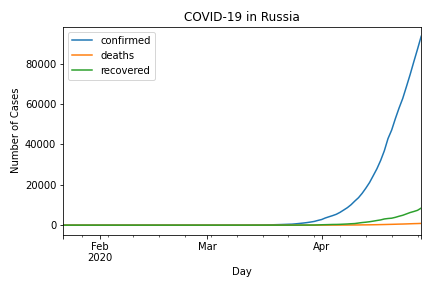 COVID-19 in Russia
confirmed
deaths
recovered
80000
60000
40000
20000
0
Number of Cases
Feb
2020
Mar
Apr
Day